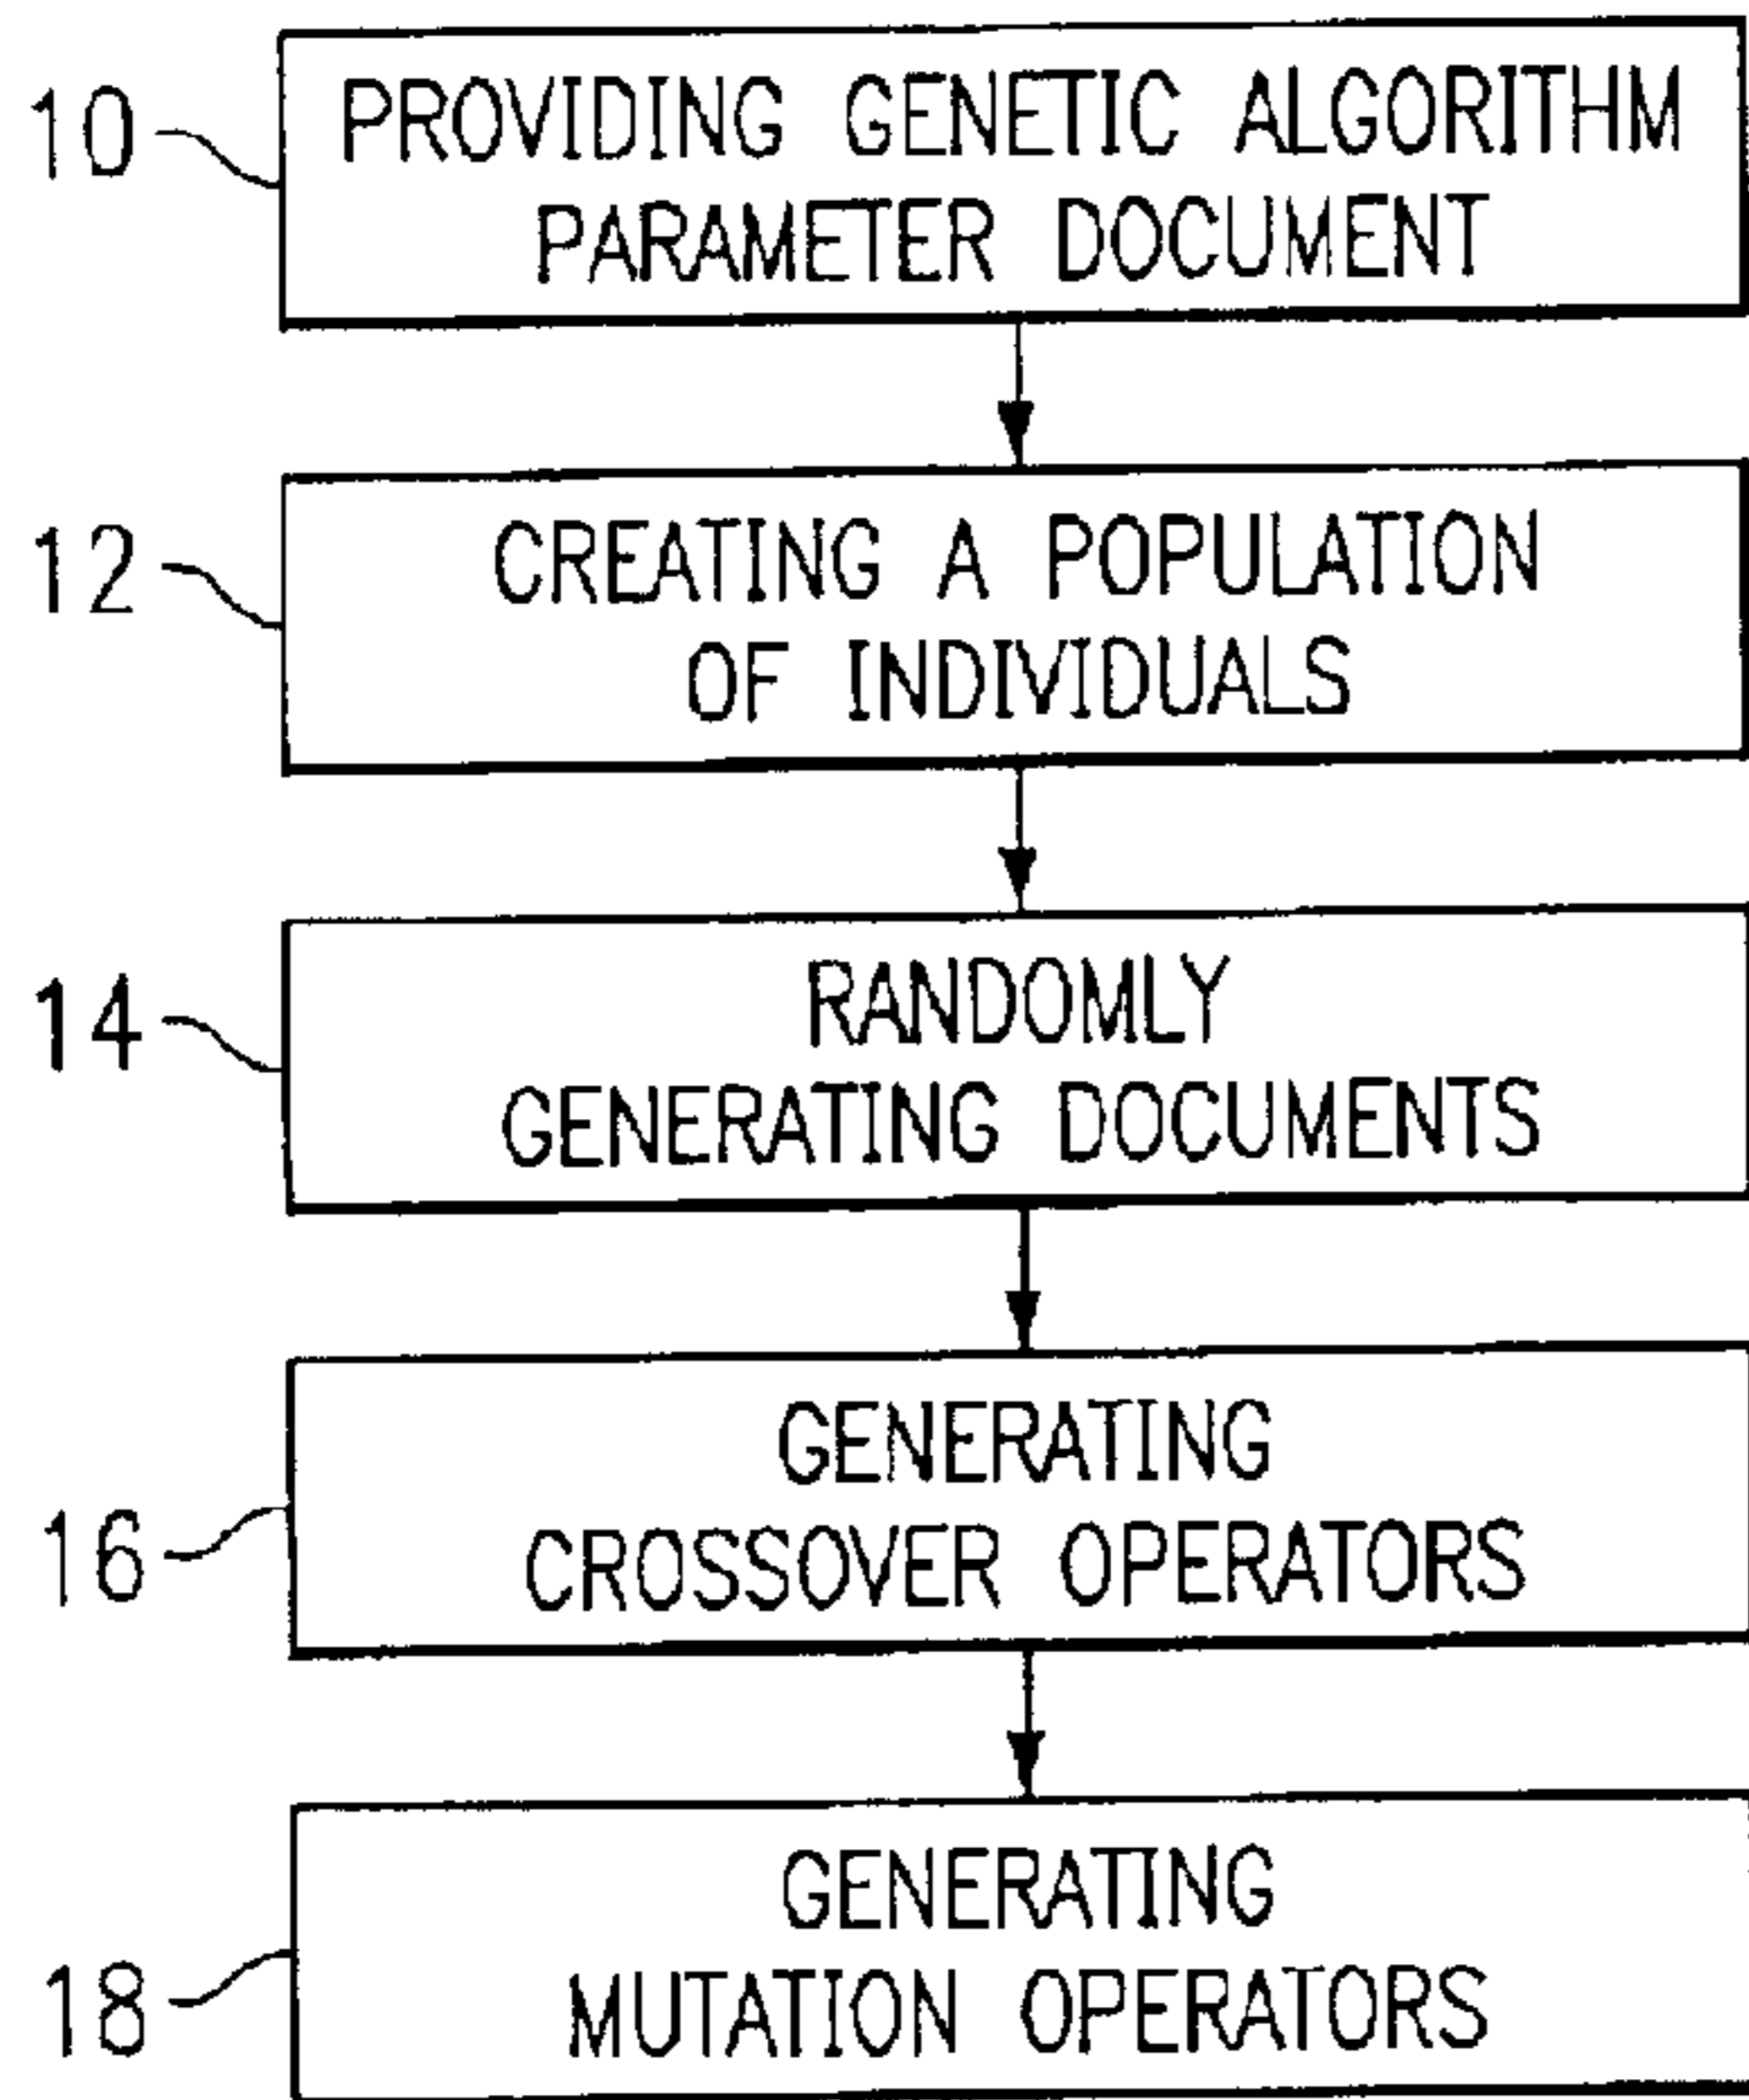 10
PROVIDING GENETIC ALGORITHM
PARAMETER DOCUMENT
12
CREATING A POPULATION
OF INDIVIDUALS
14
RANDOMLY
GENERATING DOCUMENTS
16
GENERATING
CROSSOVER OPERATORS
18
GENERATING
MUTATION OPERATORS